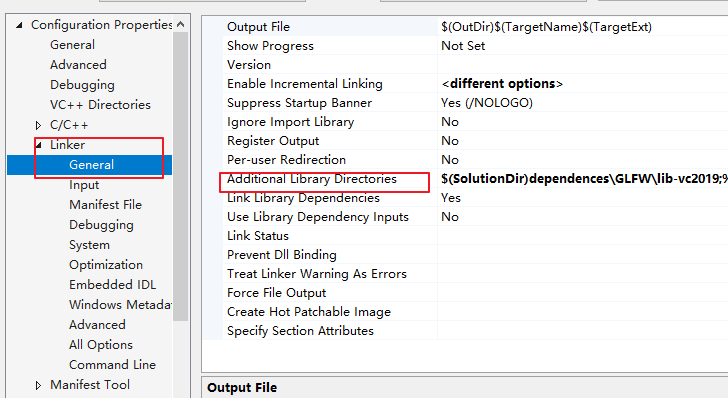 Configuration Properties
General
Advanced
Debugging
VC++ Directories
C/C++
Linker
General
Input
Manifest File
Debugging
System
Optimization
Embedded IDL
Windows Metada
Advanced
All Options
Command Line
Manifest Tool
Output File $(OutDir)$(TargetName)$(TargetExt)
Show Progress Not Set
Version
Enable Incremental Linking <different options>
Suppress Startup Banner Yes (/NOLOGO)
Ignore Import Library No
Register Output No
Per-user Redirection No
Additional Library Directories $(SolutionDir)dependences\GLFW\lib-vc2019;%
Link Library Dependencies Yes
Use Library Dependency Inputs No
Link Status
Prevent Dll Binding
Treat Linker Warning As Errors
Force File Output
Create Hot Patchable Image
Specify Section Attributes
Output File